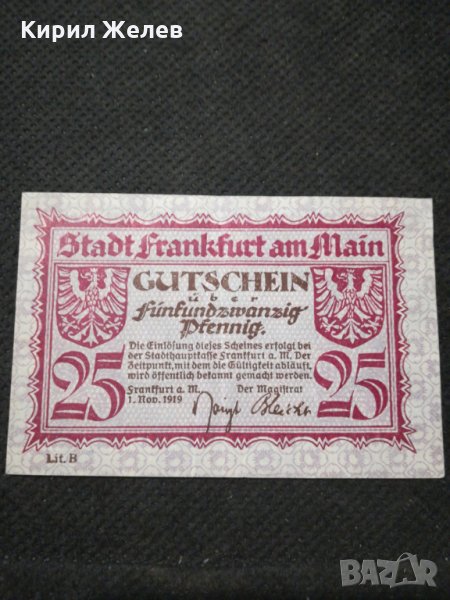 Кирил Желев
Stadt Frankfurt am Main
GUTSCHEIN
über
Fünfundzwanzig
Pfennig.
Die Einlösung dieses Scheines erfolgt bei
der Stadthauptkasse Frankfurt a. M. Der
Zeitpunkt, mit dem die Gültigkeit abläuft,
wird öffentlich bekannt gemacht werden.
Frankfurt a. M. Der Magistrat
1. Nov. 1919
25 25
Lit. B
BAZAR